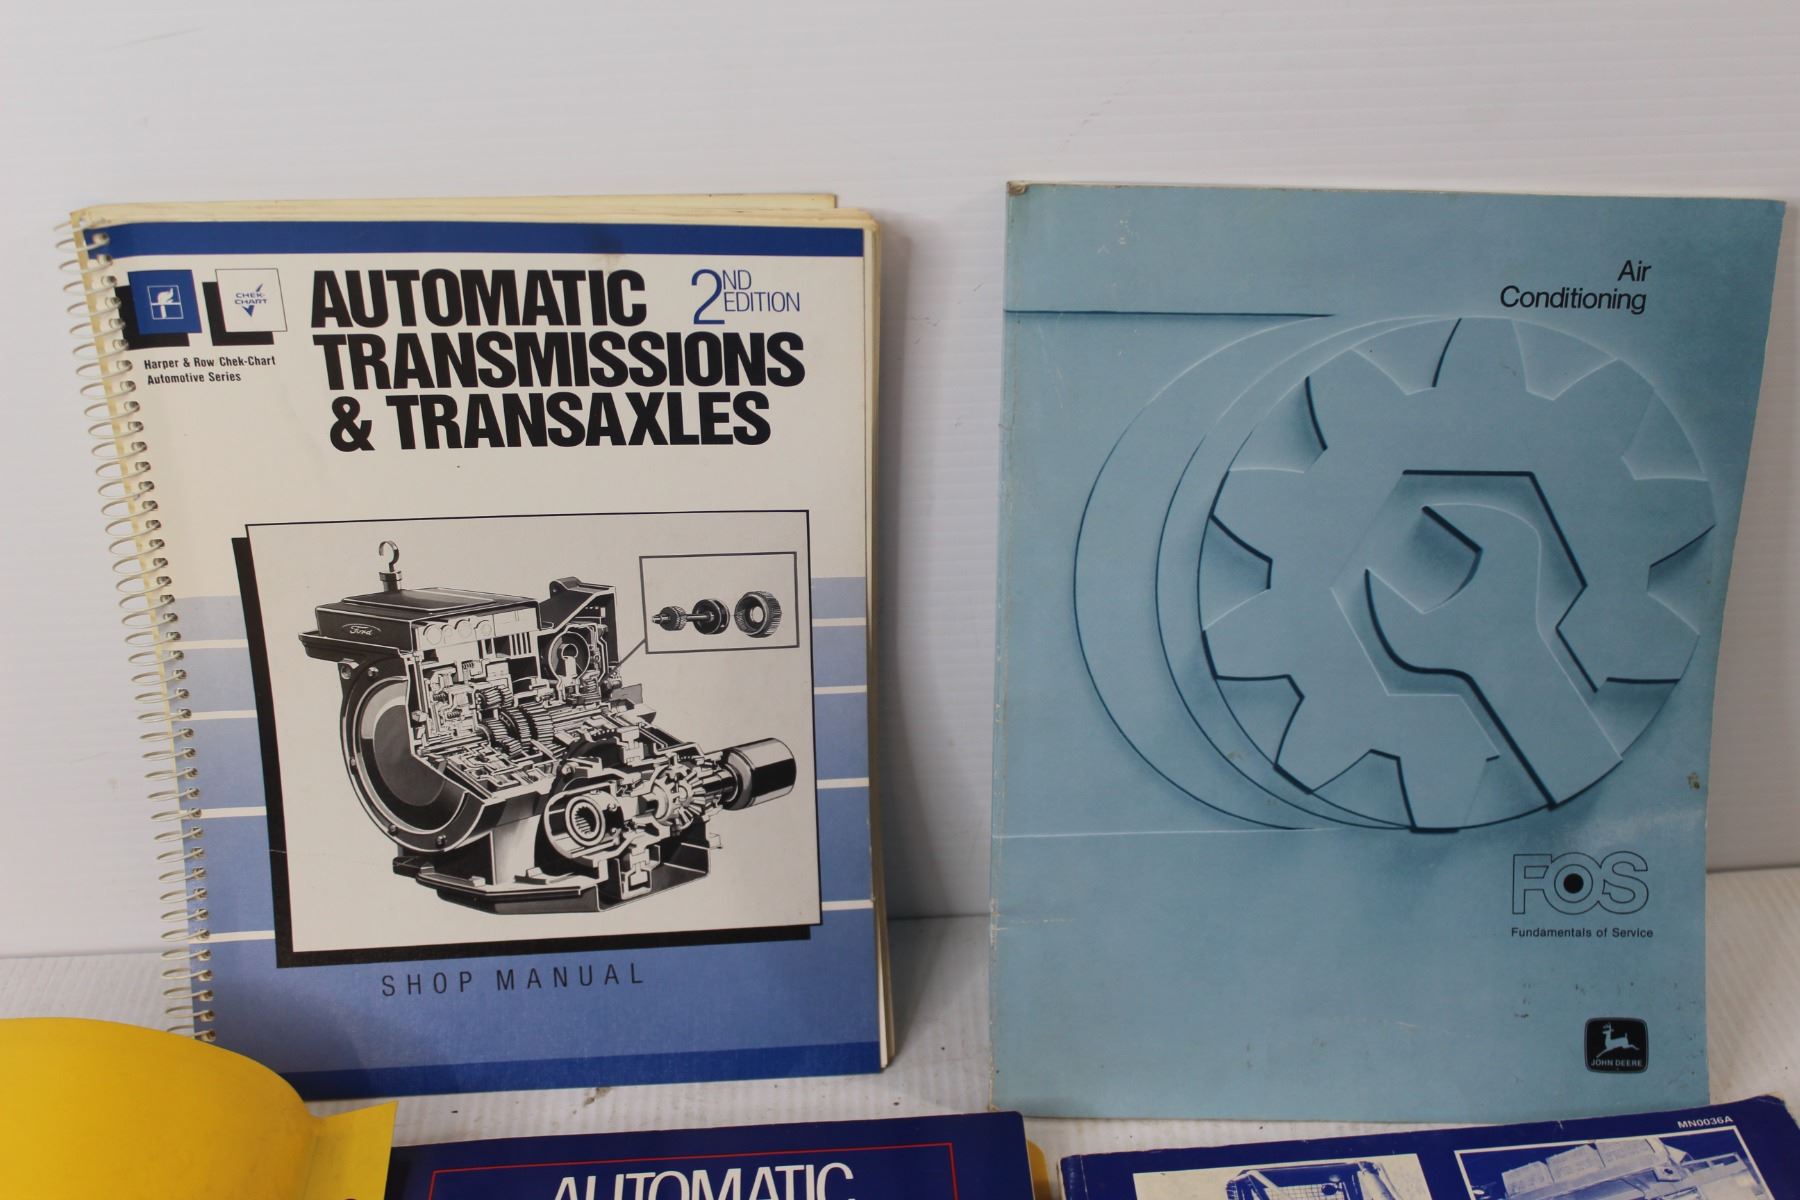 AUTOMATIC
TRANSMISSIONS
& TRANSAXLES
2ND
EDITION
CHEK-
CHART
Harper & Row Chek-Chart
Automotive Series
Ford
SHOP MANUAL
Air
Conditioning
FOS
Fundamentals of Service
JOHN DEERE
AUTOMATIC
MN0036A